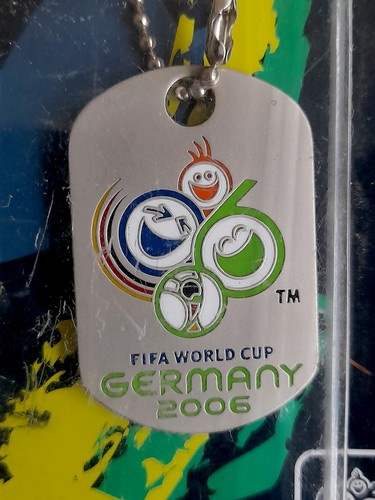 TM
FIFA WORLD CUP
GERMANY
2006